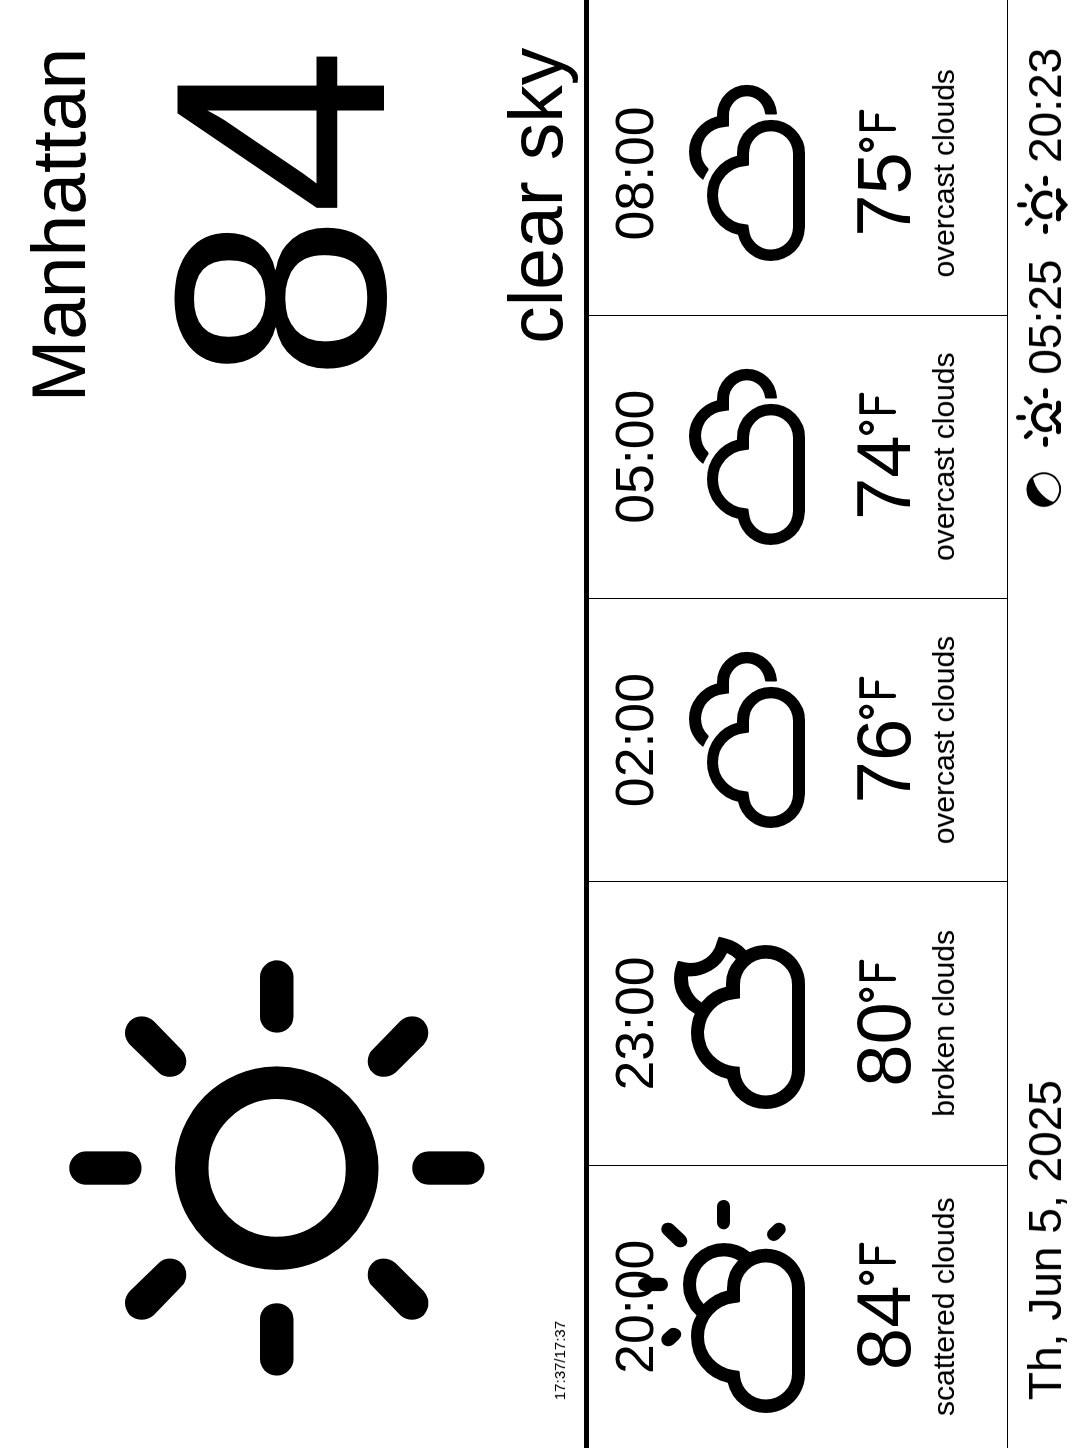 Manhattan
84
clear sky
17:37/17:37
20:00
84°F
scattered clouds
23:00
80°F
broken clouds
02:00
76°F
overcast clouds
05:00
74°F
overcast clouds
08:00
75°F
overcast clouds
Th, Jun 5, 2025
05:25
20:23